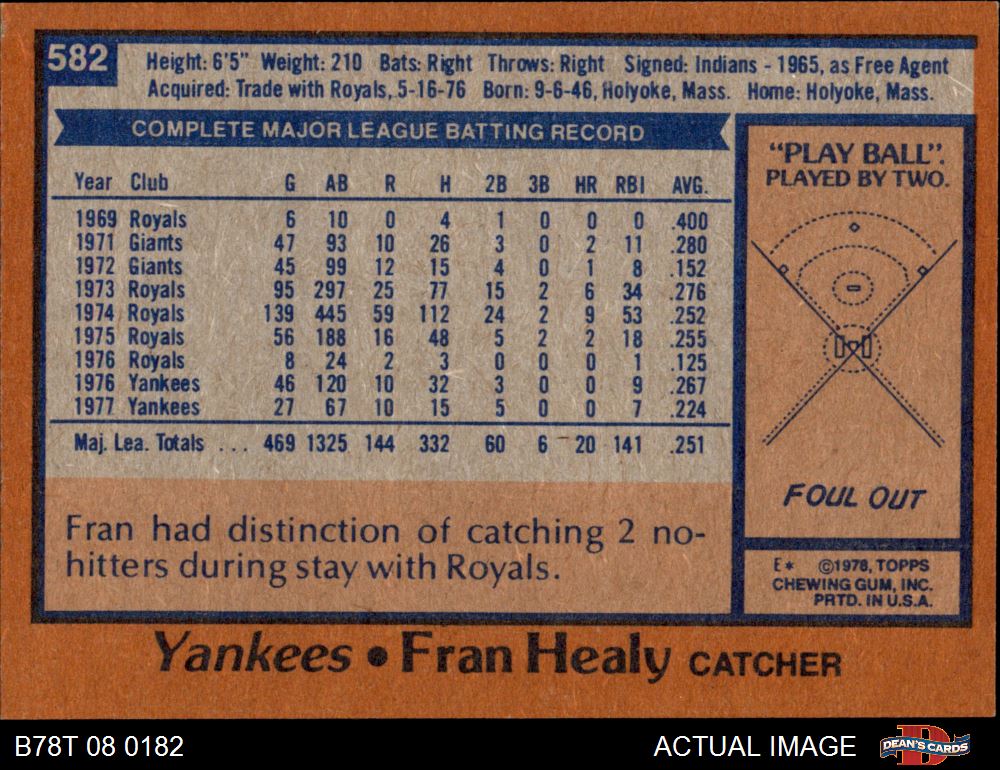 582
Height: 6'5" Weight: 210 Bats: Right Throws: Right Signed: Indians - 1965, as Free Agent
Acquired: Trade with Royals, 5-16-76 Born: 9-6-46, Holyoke, Mass. Home: Holyoke, Mass.
COMPLETE MAJOR LEAGUE BATTING RECORD
Year Club G AB R H 2B 3B HR RBI AVG.
1969 Royals 6 10 0 4 1 0 0 0 .400
1971 Giants 47 93 10 26 3 0 2 11 .280
1972 Giants 45 99 12 15 4 0 1 8 .152
1973 Royals 95 297 25 77 15 2 6 34 .276
1974 Royals 139 445 59 112 24 2 9 53 .252
1975 Royals 56 188 16 48 5 2 2 18 .255
1976 Royals 8 24 2 3 0 0 0 1 .125
1976 Yankees 46 120 10 32 3 0 0 9 .267
1977 Yankees 27 67 10 15 5 0 0 7 .224
Maj. Lea. Totals ... 469 1325 144 332 60 6 20 141 .251
Fran had distinction of catching 2 no-
hitters during stay with Royals.
"PLAY BALL".
PLAYED BY TWO.
FOUL OUT
E* ©1978, TOPPS
CHEWING GUM, INC.
PRTD. IN U.S.A.
Yankees • Fran Healy CATCHER
B78T 08 0182
ACTUAL IMAGE
DEAN'S CARDS